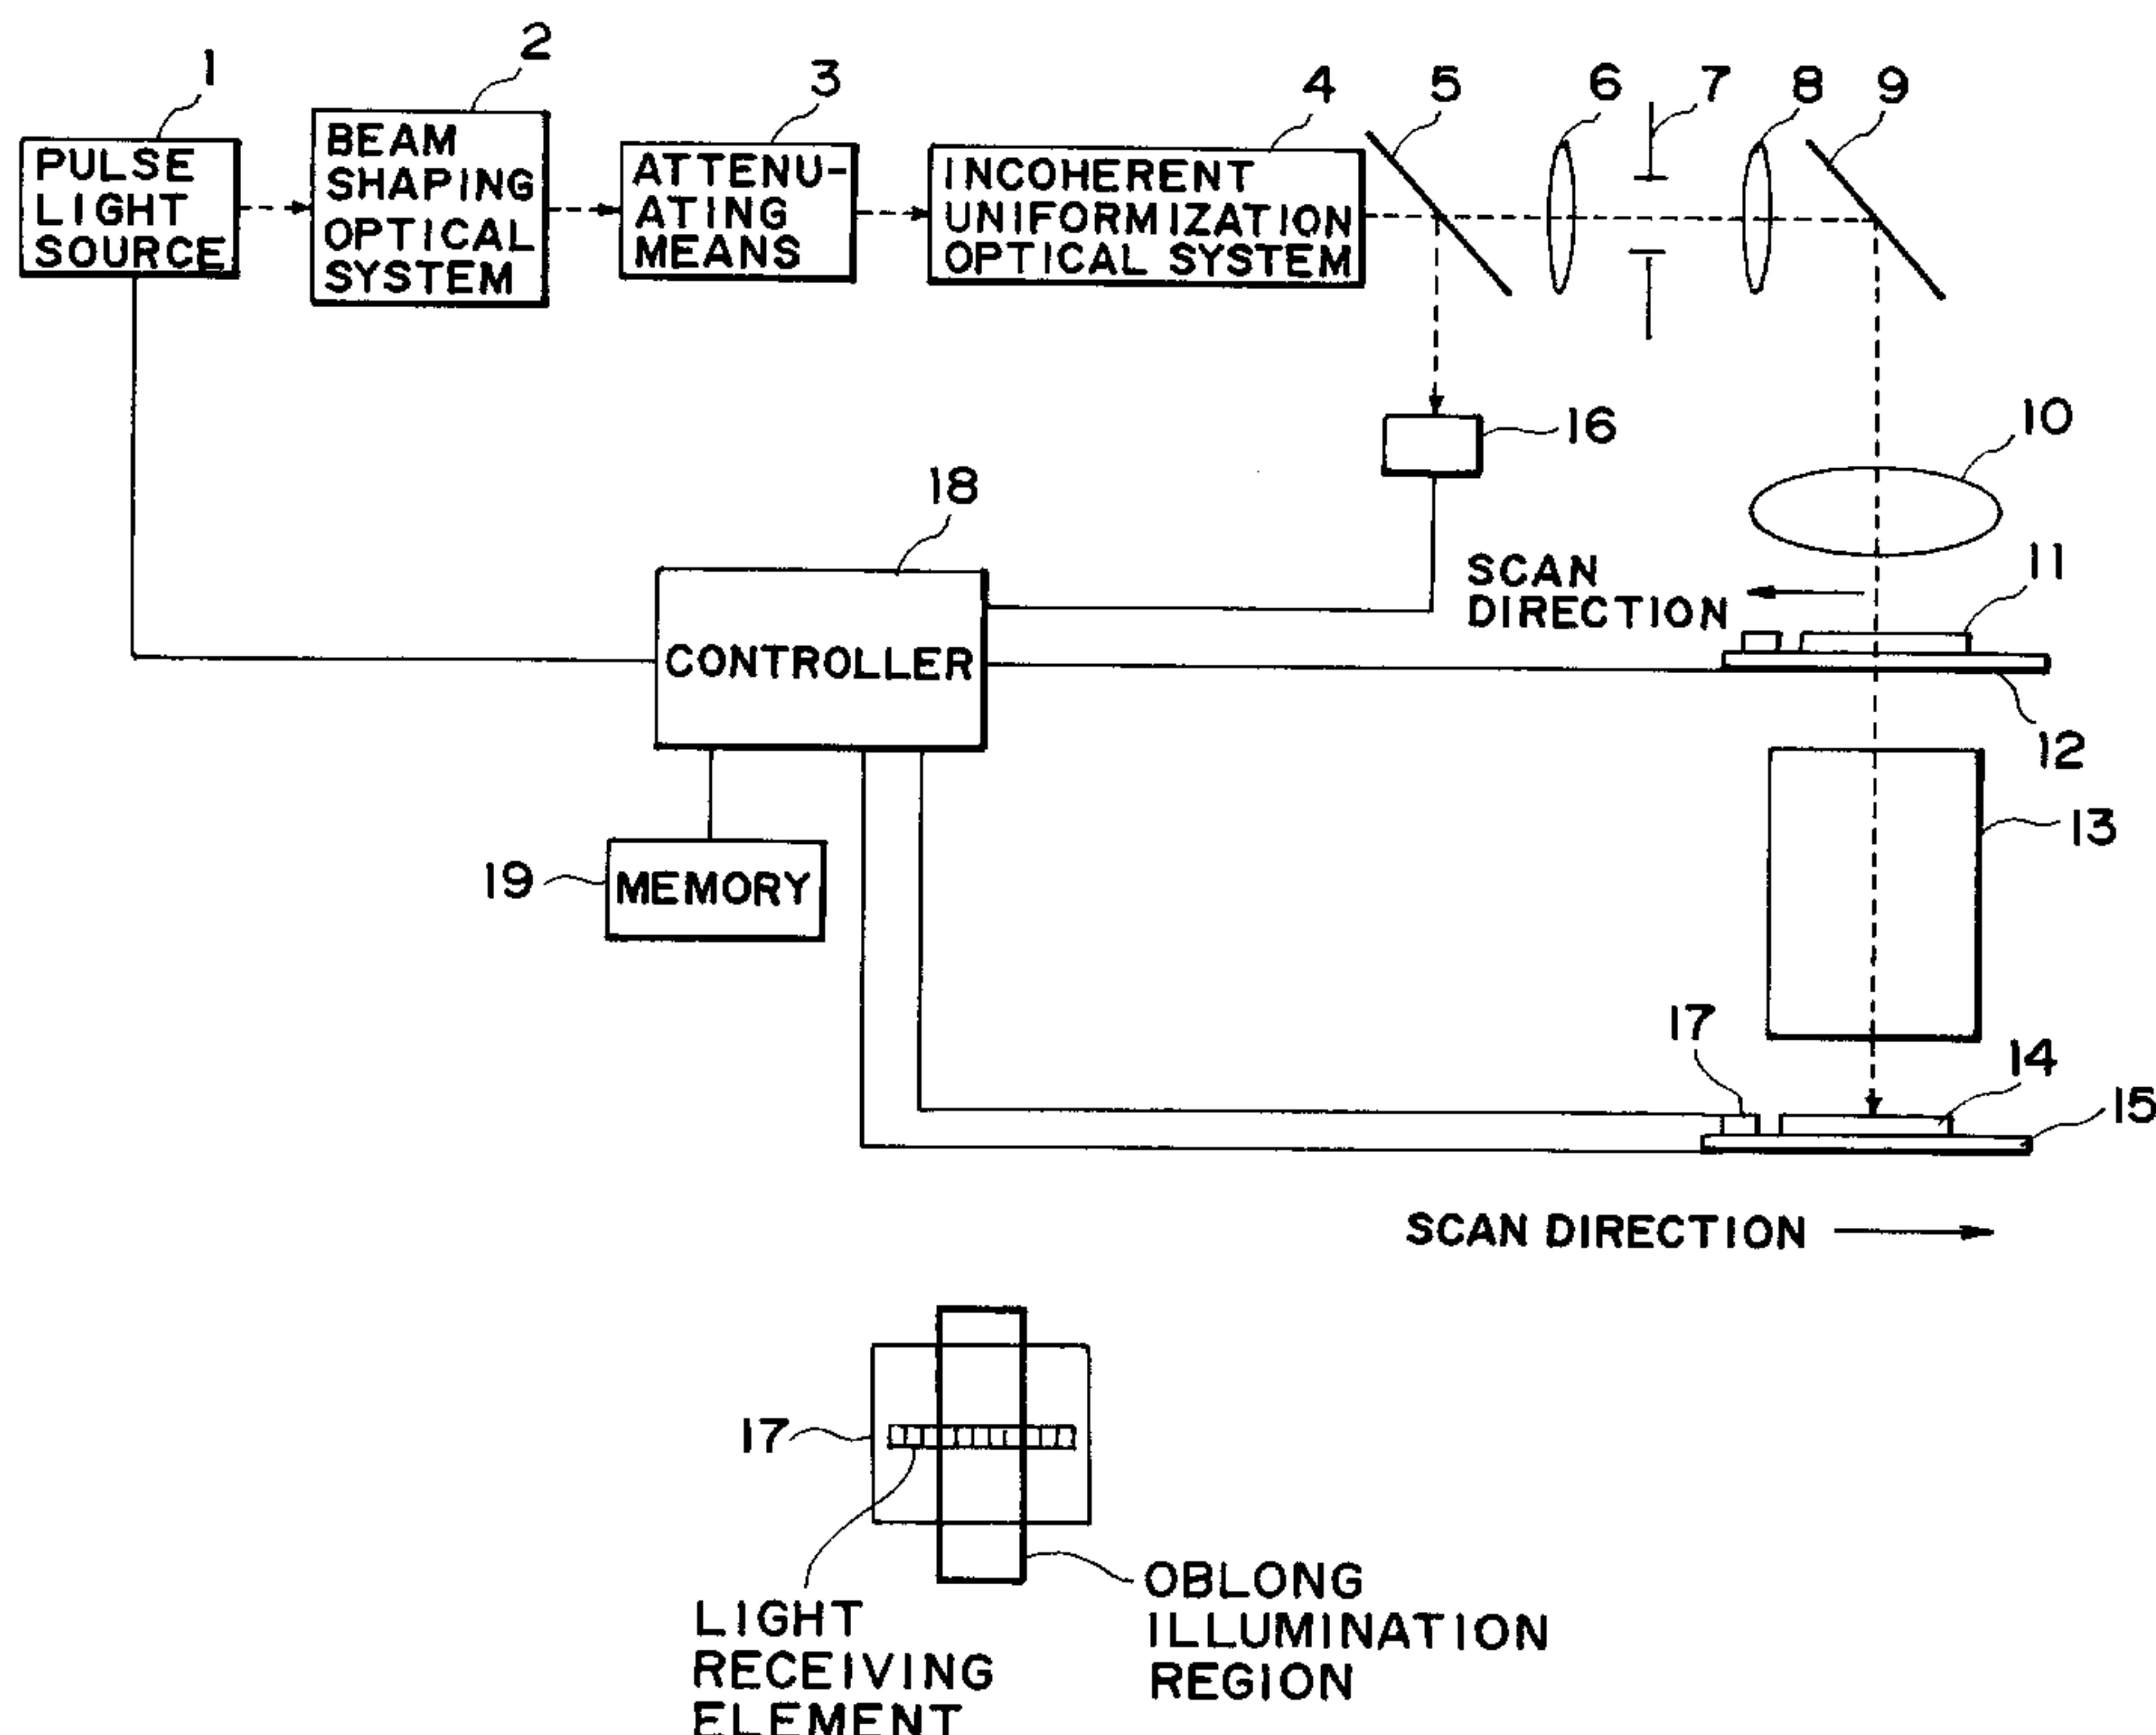 1
2
3
4
5
6
7
8
9
PULSE
LIGHT
SOURCE
BEAM
SHAPING
OPTICAL
SYSTEM
ATTENU-
ATING
MEANS
INCOHERENT
UNIFORMIZATION
OPTICAL SYSTEM
16
10
18
SCAN
DIRECTION
11
CONTROLLER
12
13
19
MEMORY
17
14
15
SCAN DIRECTION
17
OBLONG
ILLUMINATION
REGION
LIGHT
RECEIVING
ELEMENT